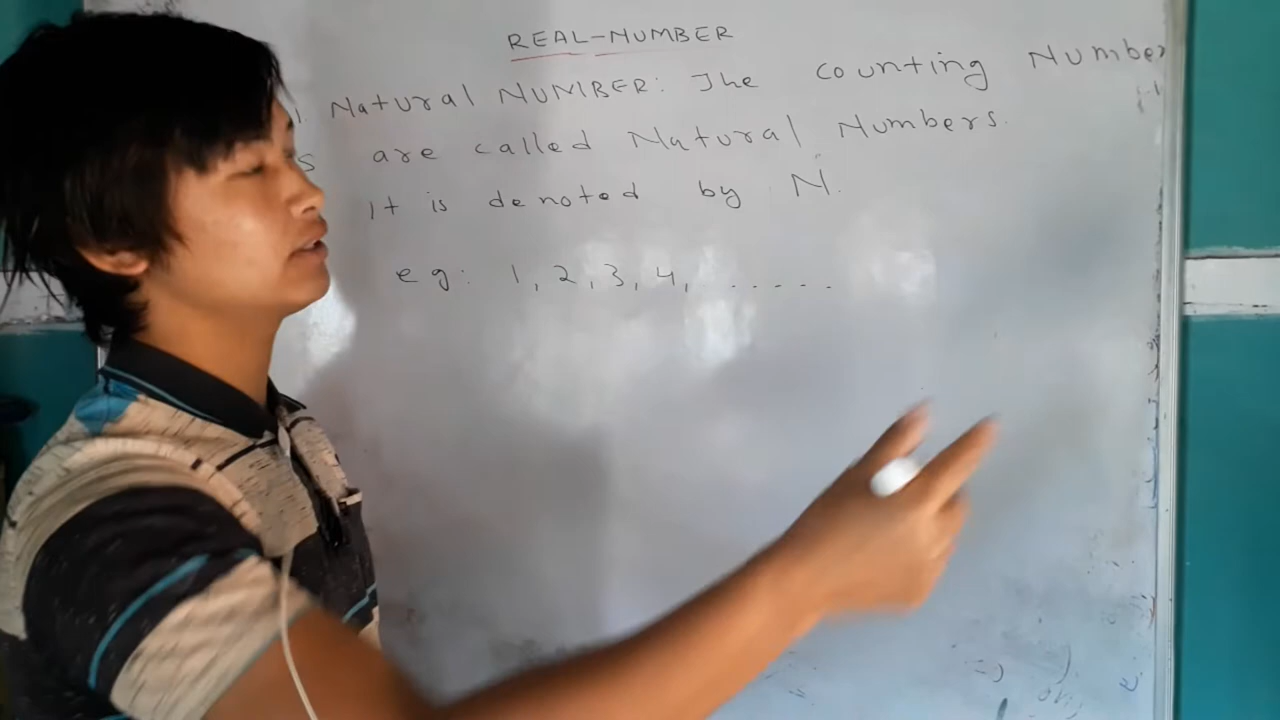 REAL-NUMBER
1. Natural NUMBER: The counting Number
s are called Natural Numbers.
It is denoted by N.
eg: 1, 2, 3, 4, .....